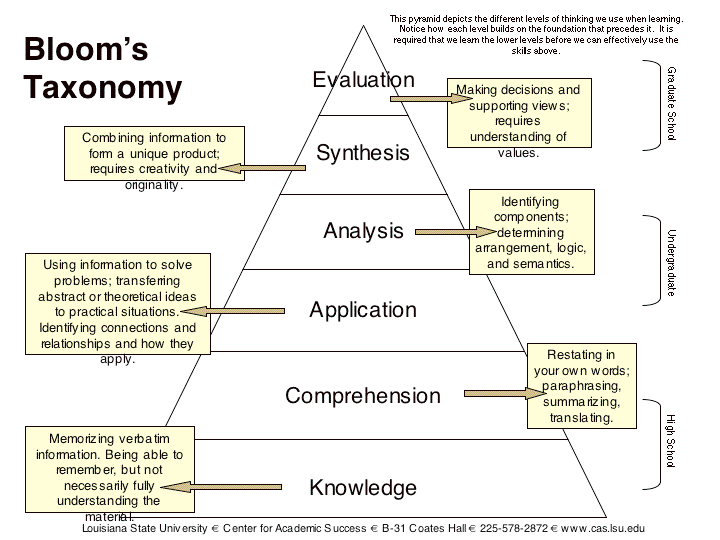 This pyramid depicts the different levels of thinking we use when learning.
Notice how each level builds on the foundation that precedes it. It is
required that we learn the lower levels before we can effectively use the
skills above.
Bloom's
Taxonomy
Evaluation
Making decisions and
supporting views;
requires
understanding of
values.
Graduate School
Combining information to
form a unique product;
requires creativity and
originality.
Synthesis
Identifying
components;
determining
arrangement, logic,
and semantics.
Analysis
Undergraduate
Using information to solve
problems; transferring
abstract or theoretical ideas
to practical situations.
Identifying connections and
relationships and how they
apply.
Application
Restating in
your own words;
paraphrasing,
summarizing,
translating.
Comprehension
High School
Memorizing verbatim
information. Being able to
remember, but not
necessarily fully
understanding the
material.
Knowledge
Louisiana State University € Center for Academic Success € B-31 Coates Hall € 225-578-2872 € www.cas.lsu.edu